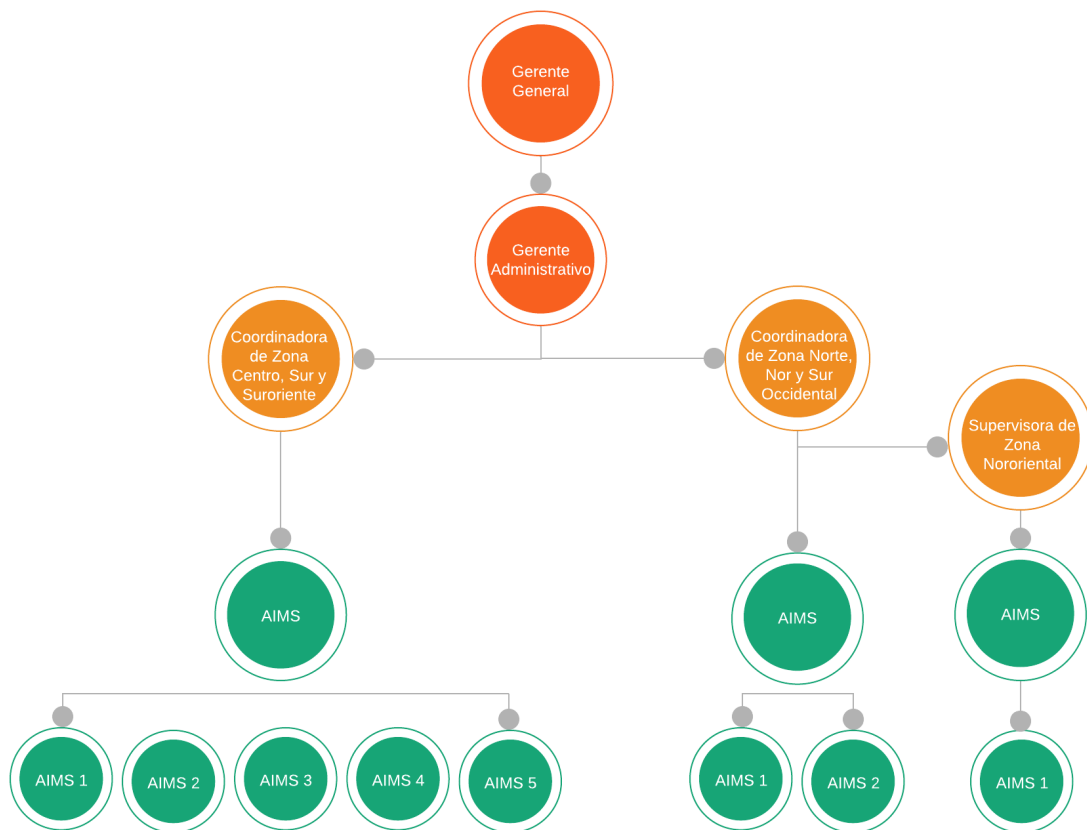 Gerente
General
Gerente
Administrativo
Coordinadora
de Zona
Centro, Sur y
Suroriente
Coordinadora
de Zona Norte,
Nor y Sur
Occidental
Supervisora de
Zona
Nororiental
AIMS
AIMS
AIMS
AIMS 1
AIMS 2
AIMS 3
AIMS 4
AIMS 5
AIMS 1
AIMS 2
AIMS 1